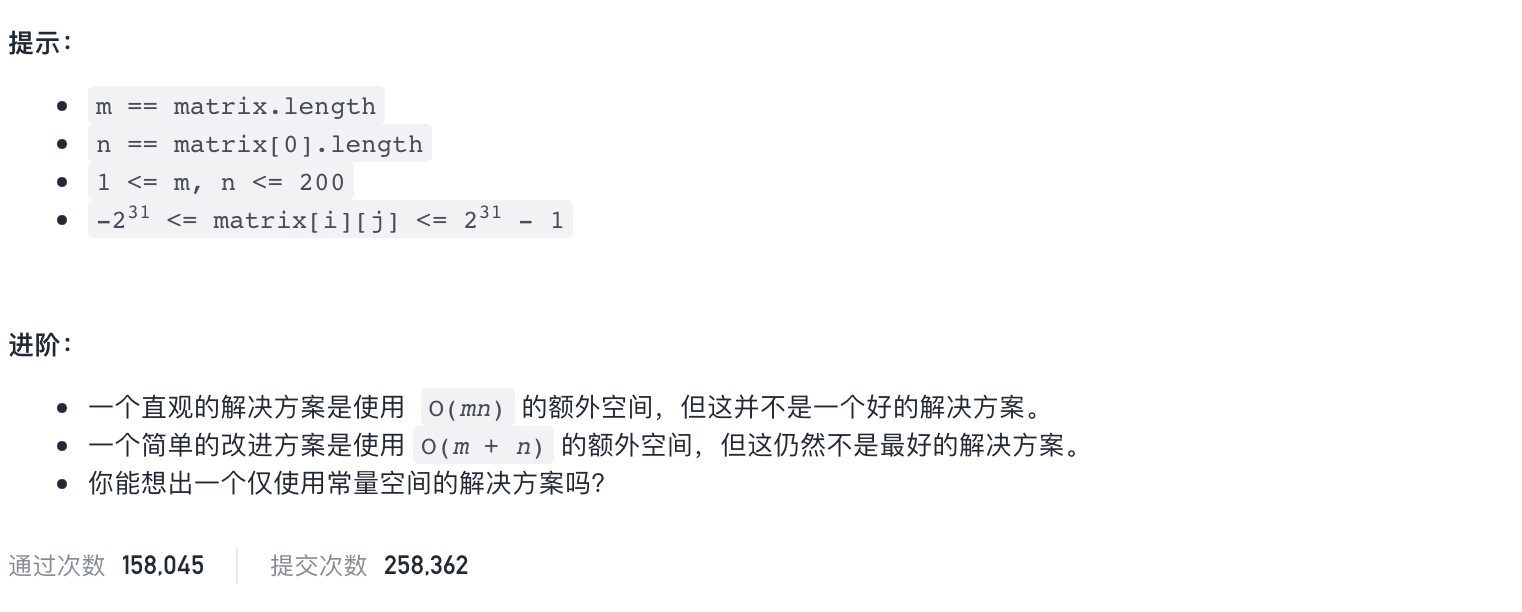 提示：
m == matrix.length
n == matrix[0].length
1 <= m, n <= 200
-2³¹ <= matrix[i][j] <= 2³¹ - 1
进阶：
一个直观的解决方案是使用 O(mn) 的额外空间，但这并不是一个好的解决方案。
一个简单的改进方案是使用 O(m + n) 的额外空间，但这仍然不是最好的解决方案。
你能想出一个仅使用常量空间的解决方案吗？
通过次数 158,045 提交次数 258,362